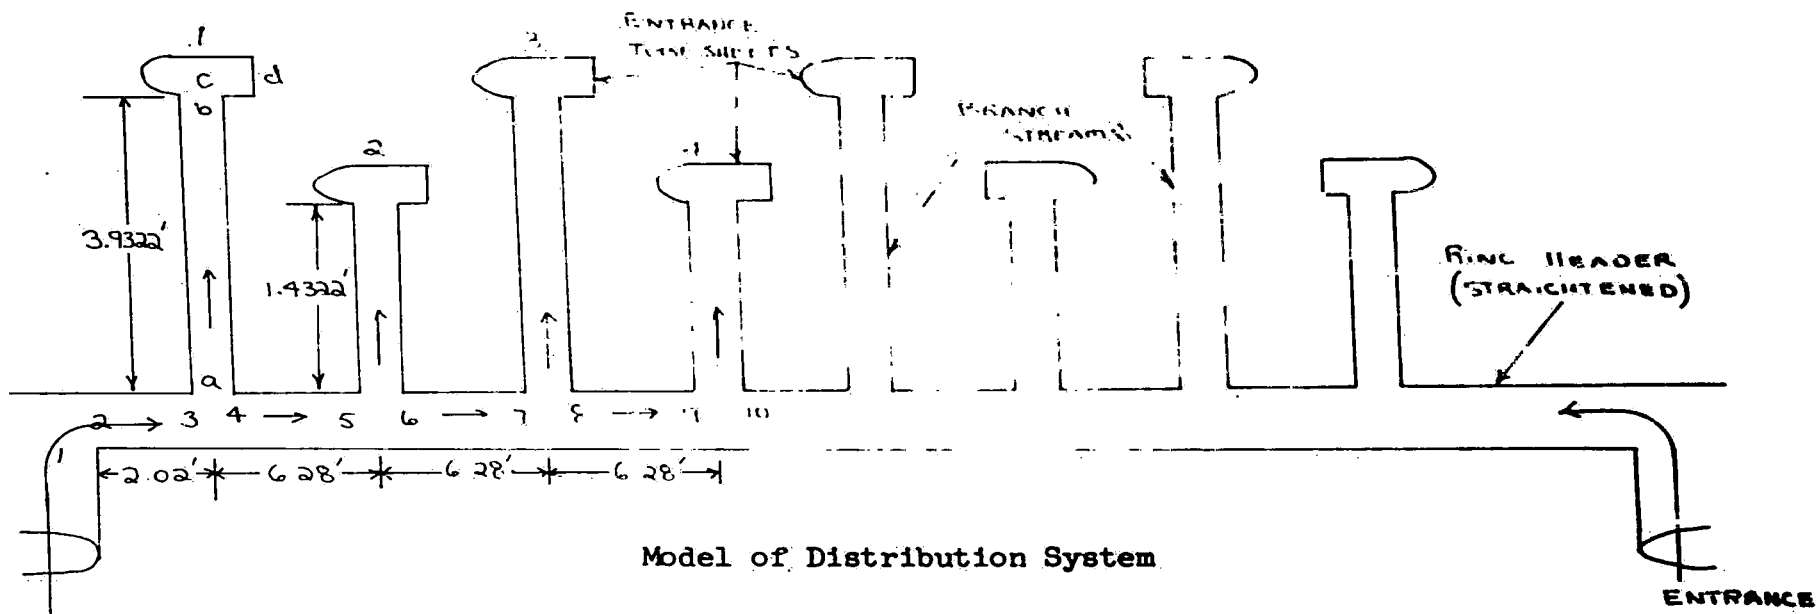 ENTRANCE
TUBE SHEETS
1
c
d
b
3
2
BRANCH
STREAMS
3.9322'
1.4322'
RING HEADER
(STRAIGHTENED)
a
2 3 4 5 6 7 8 9 10
1
2.02' 6.28' 6.28' 6.28'
Model of Distribution System
ENTRANCE